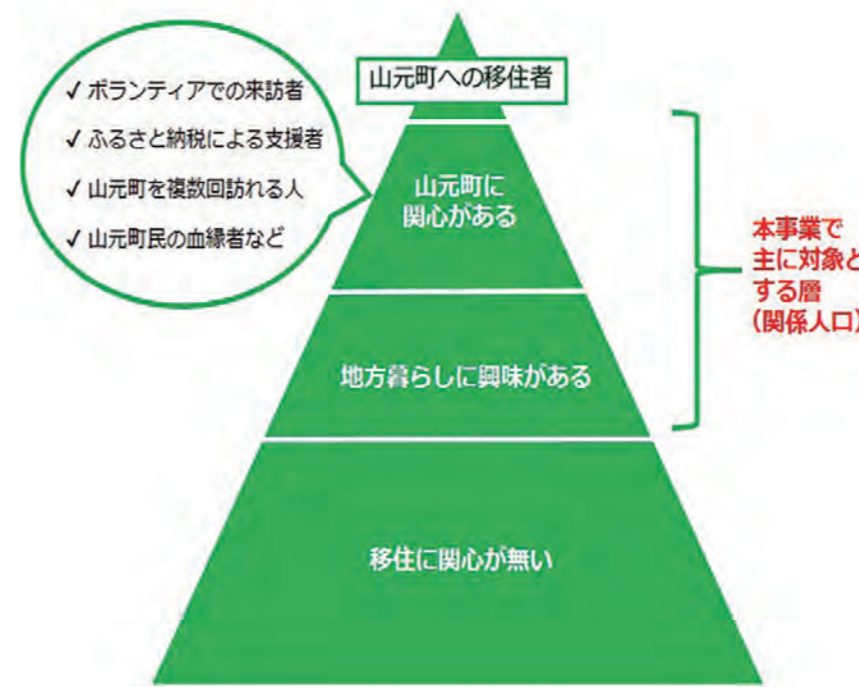 山元町への移住者
✓ ボランティアでの来訪者
✓ ふるさと納税による支援者
✓ 山元町を複数回訪れる人
✓ 山元町民の血縁者など
山元町に
関心がある
本事業で
主に対象と
する層
(関係人口)
地方暮らしに興味がある
移住に関心が無い